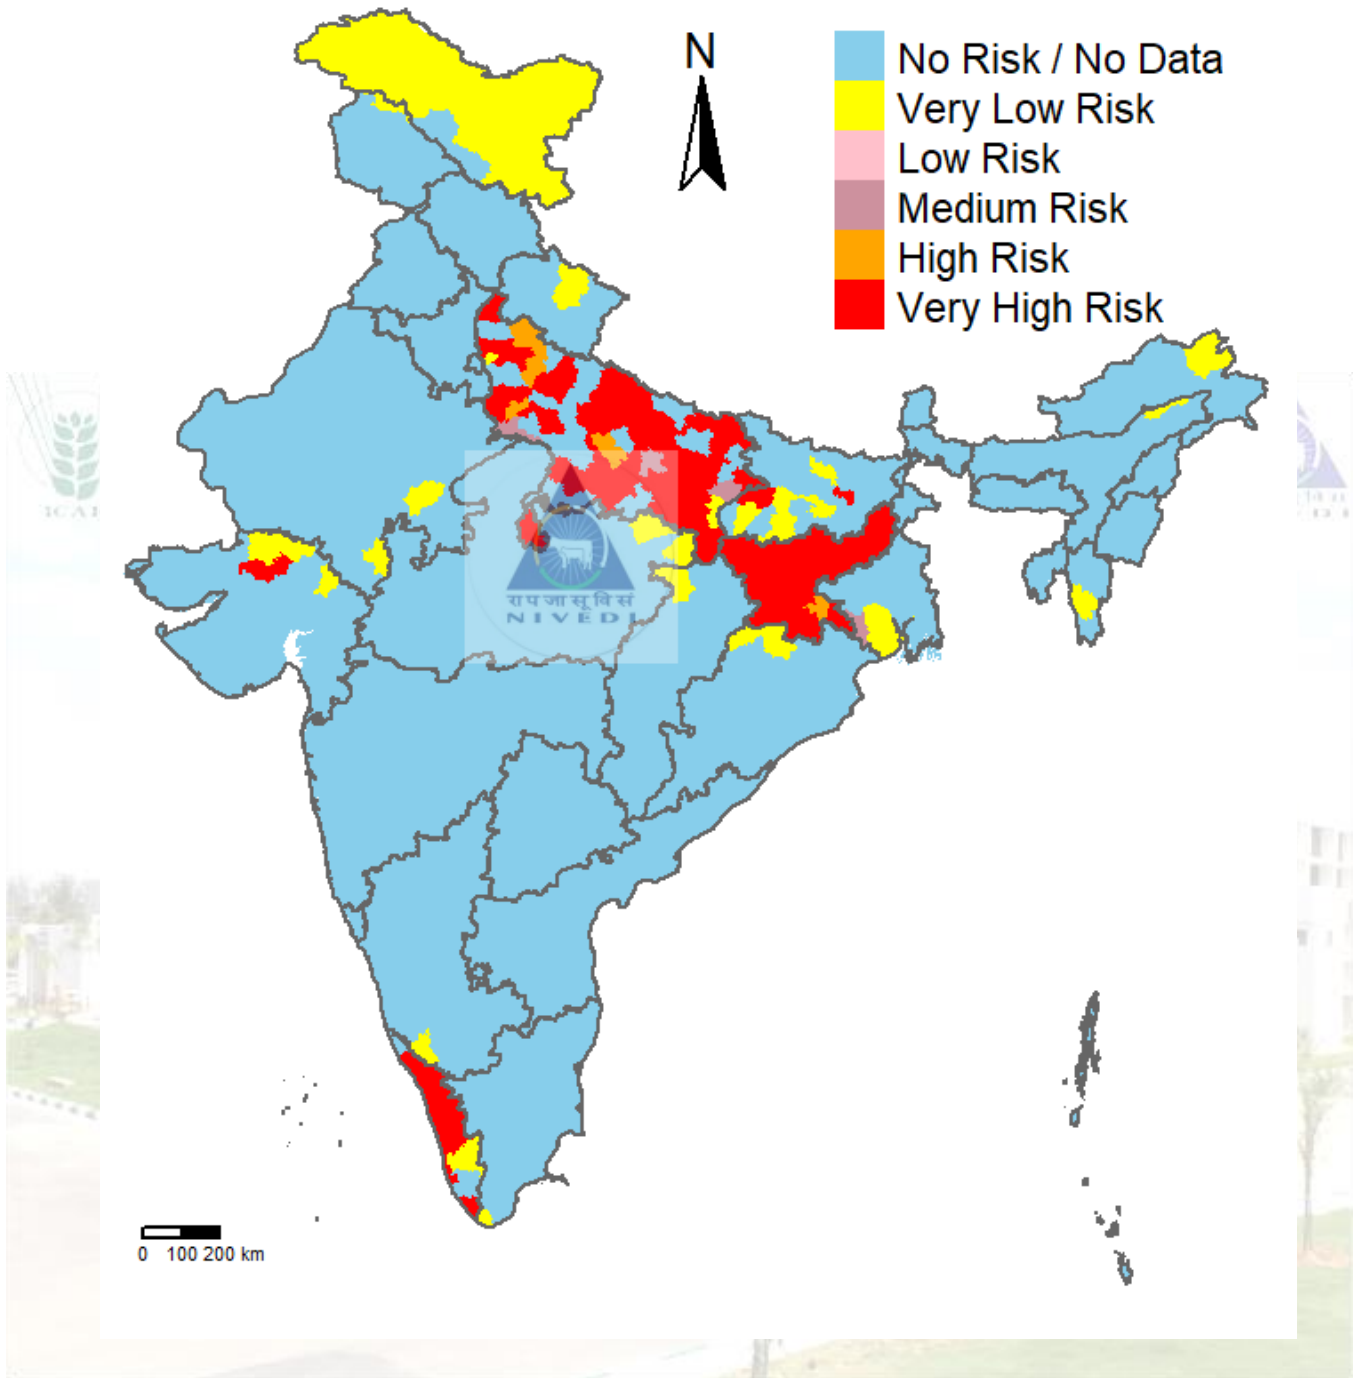 N
No Risk / No Data
Very Low Risk
Low Risk
Medium Risk
High Risk
Very High Risk
रापजासूविसं
NIVEDI
0 100 200 km